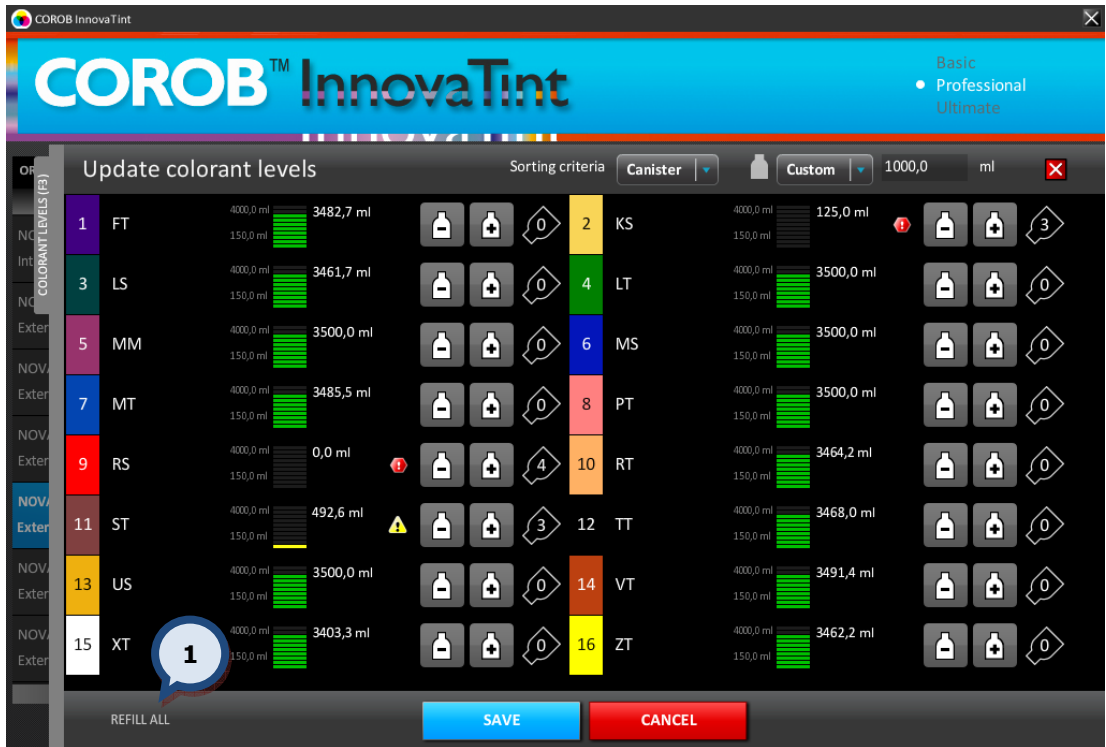 COROB InnovaTint
COROB™ InnovaTint
Basic
Professional
Ultimate
Update colorant levels
Sorting criteria Canister Custom 1000,0 ml
COLORANT LEVELS (F3)
1 FT 4000,0 ml 150,0 ml 3482,7 ml 0
2 KS 4000,0 ml 150,0 ml 125,0 ml 3
3 LS 4000,0 ml 150,0 ml 3461,7 ml 0
4 LT 4000,0 ml 150,0 ml 3500,0 ml 0
5 MM 4000,0 ml 150,0 ml 3500,0 ml 0
6 MS 4000,0 ml 150,0 ml 3500,0 ml 0
7 MT 4000,0 ml 150,0 ml 3485,5 ml 0
8 PT 4000,0 ml 150,0 ml 3500,0 ml 0
9 RS 4000,0 ml 150,0 ml 0,0 ml 4
10 RT 4000,0 ml 150,0 ml 3464,2 ml 0
11 ST 4000,0 ml 150,0 ml 492,6 ml 3
12 TT 4000,0 ml 150,0 ml 3468,0 ml 0
13 US 4000,0 ml 150,0 ml 3500,0 ml 0
14 VT 4000,0 ml 150,0 ml 3491,4 ml 0
15 XT 4000,0 ml 150,0 ml 3403,3 ml 0
16 ZT 4000,0 ml 150,0 ml 3462,2 ml 0
1
REFILL ALL SAVE CANCEL